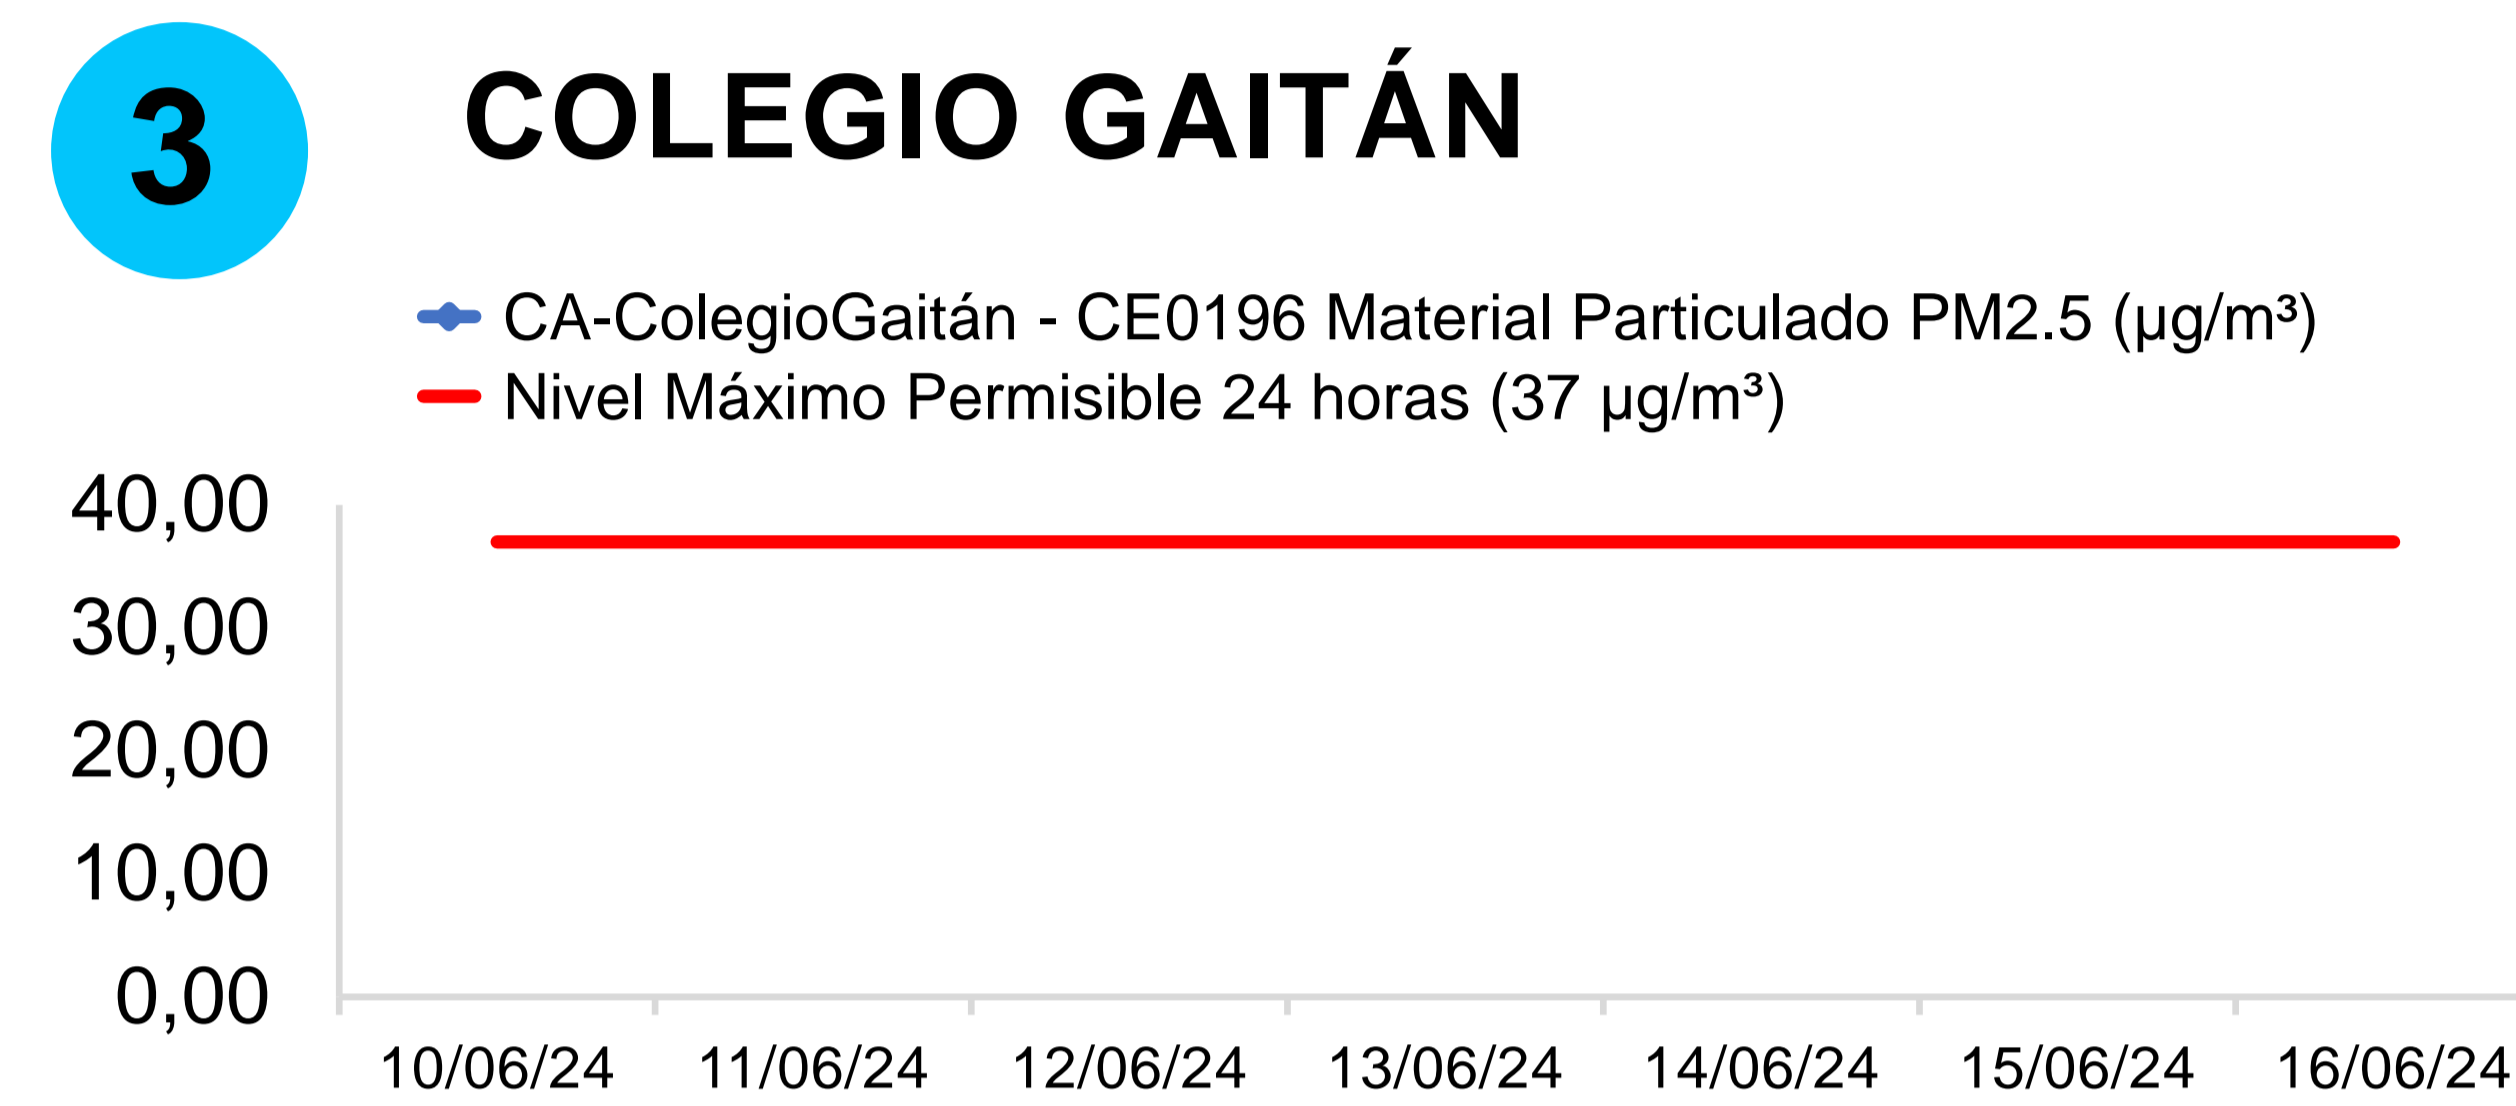 3
COLEGIO GAITÁN
CA-ColegioGaitán - CE0196 Material Particulado PM2.5 (µg/m³)
Nivel Máximo Permisible 24 horas (37 µg/m³)
40,00
30,00
20,00
10,00
0,00
10/06/24 11/06/24 12/06/24 13/06/24 14/06/24 15/06/24 16/06/24